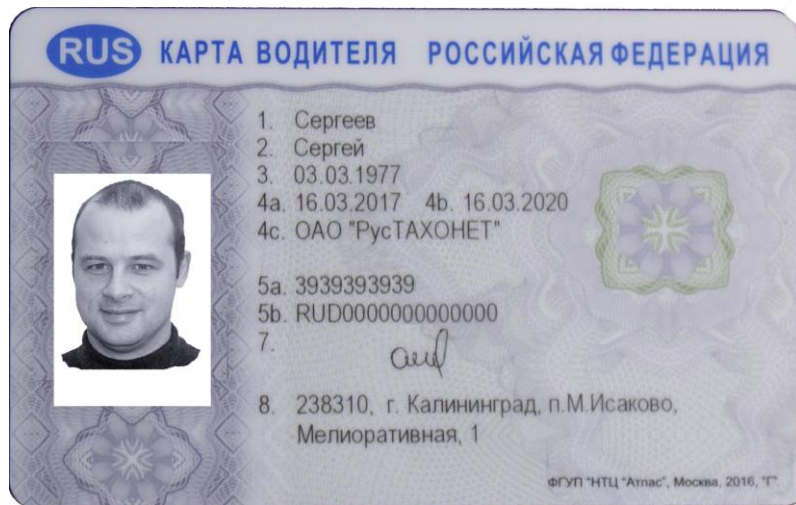 RUS КАРТА ВОДИТЕЛЯ РОССИЙСКАЯ ФЕДЕРАЦИЯ
1. Сергеев
2. Сергей
3. 03.03.1977
4a. 16.03.2017 4b. 16.03.2020
4c. ОАО "РусТАХОНЕТ"
5a. 3939393939
5b. RUD0000000000000
7.
8. 238310, г. Калининград, п.М.Исаково,
Мелиоративная, 1
ФГУП "НТЦ "Атлас", Москва, 2016, "Г"